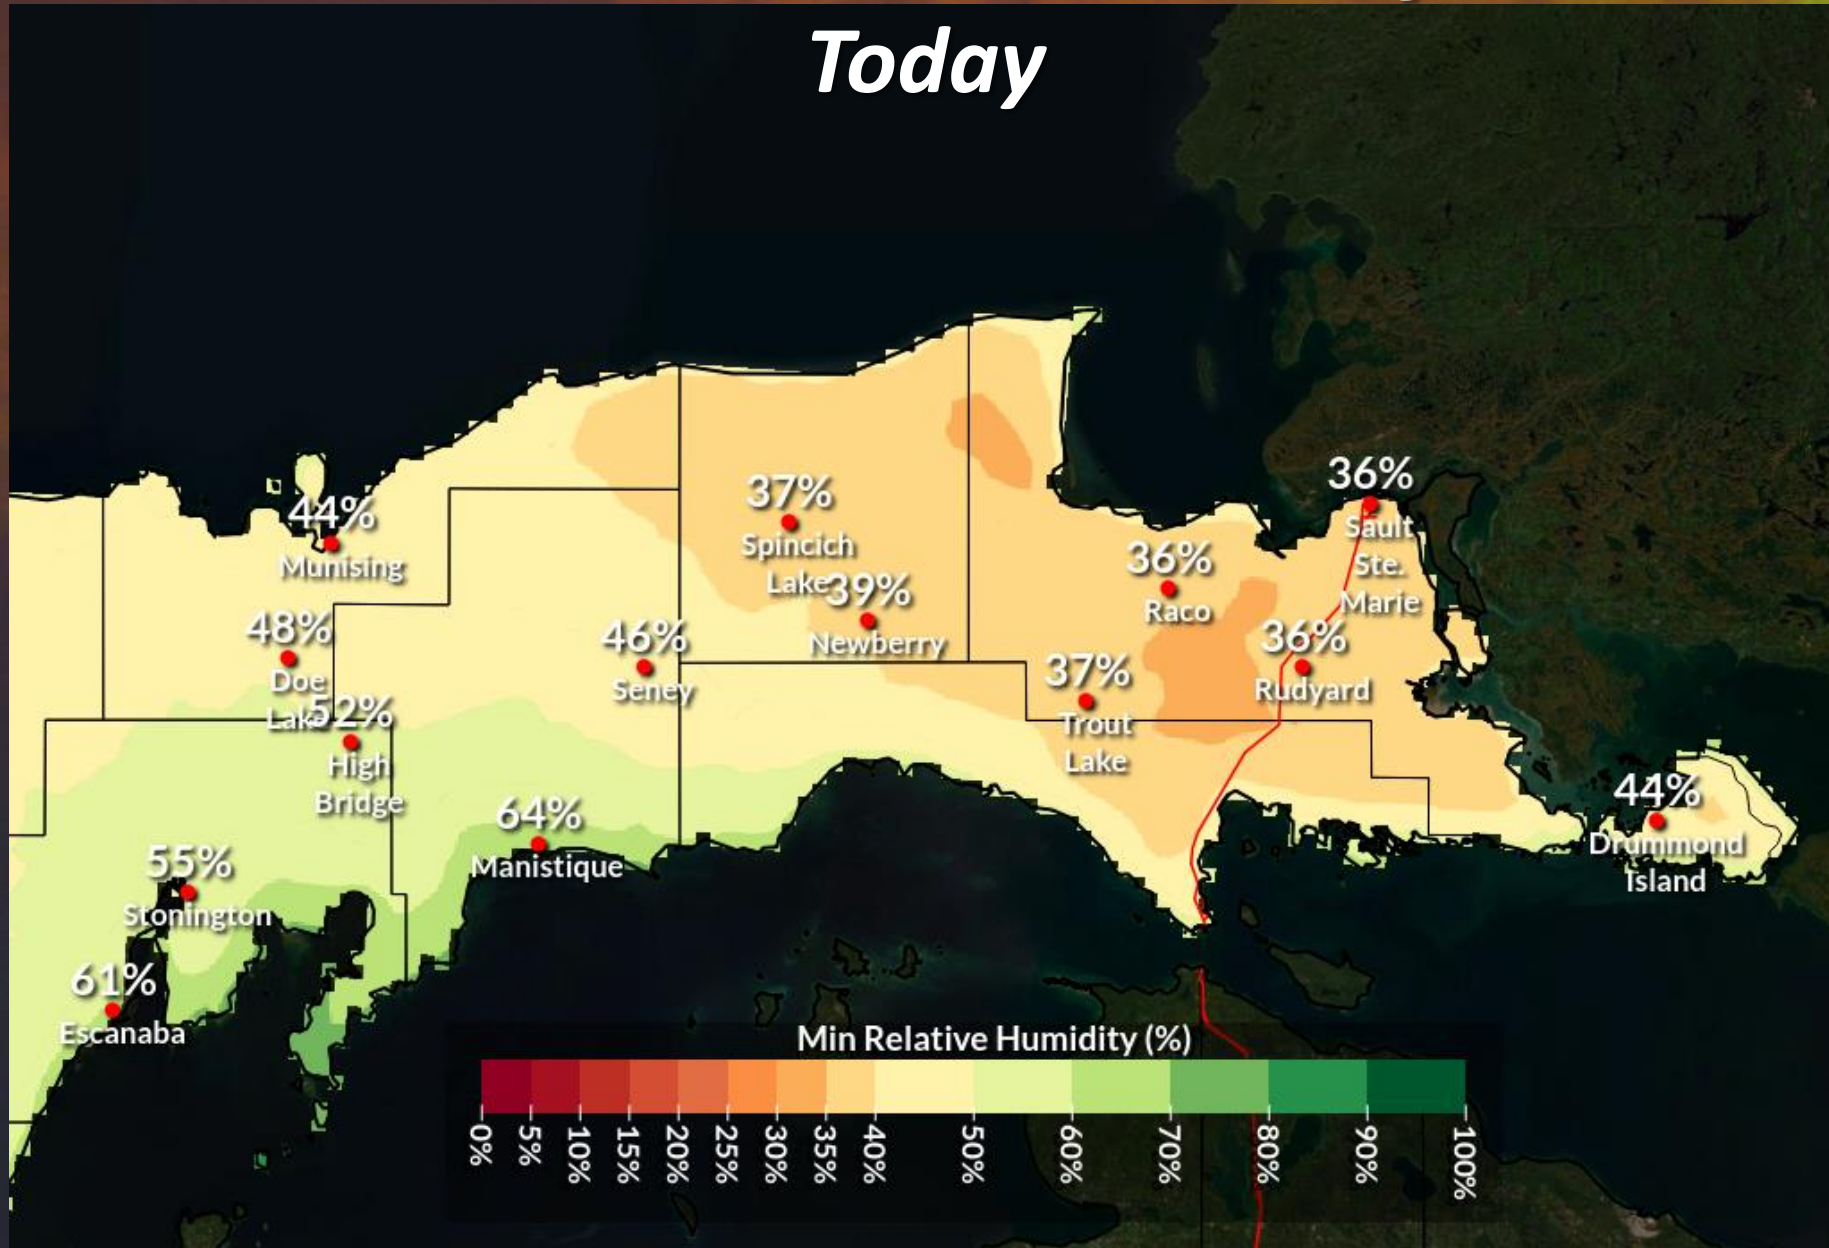 Today
36%
Sault
Ste.
Marie
37%
Spincich
Lake
44%
Munising
36%
Raco
39%
Newberry
48%
Doe
Lake
46%
Seney
36%
Rudyard
37%
Trout
Lake
52%
High
Bridge
64%
Manistique
44%
Drummond
Island
55%
Stonington
61%
Escanaba
Min Relative Humidity (%)
0%
5%
10%
15%
20%
25%
30%
35%
40%
50%
60%
70%
80%
90%
100%